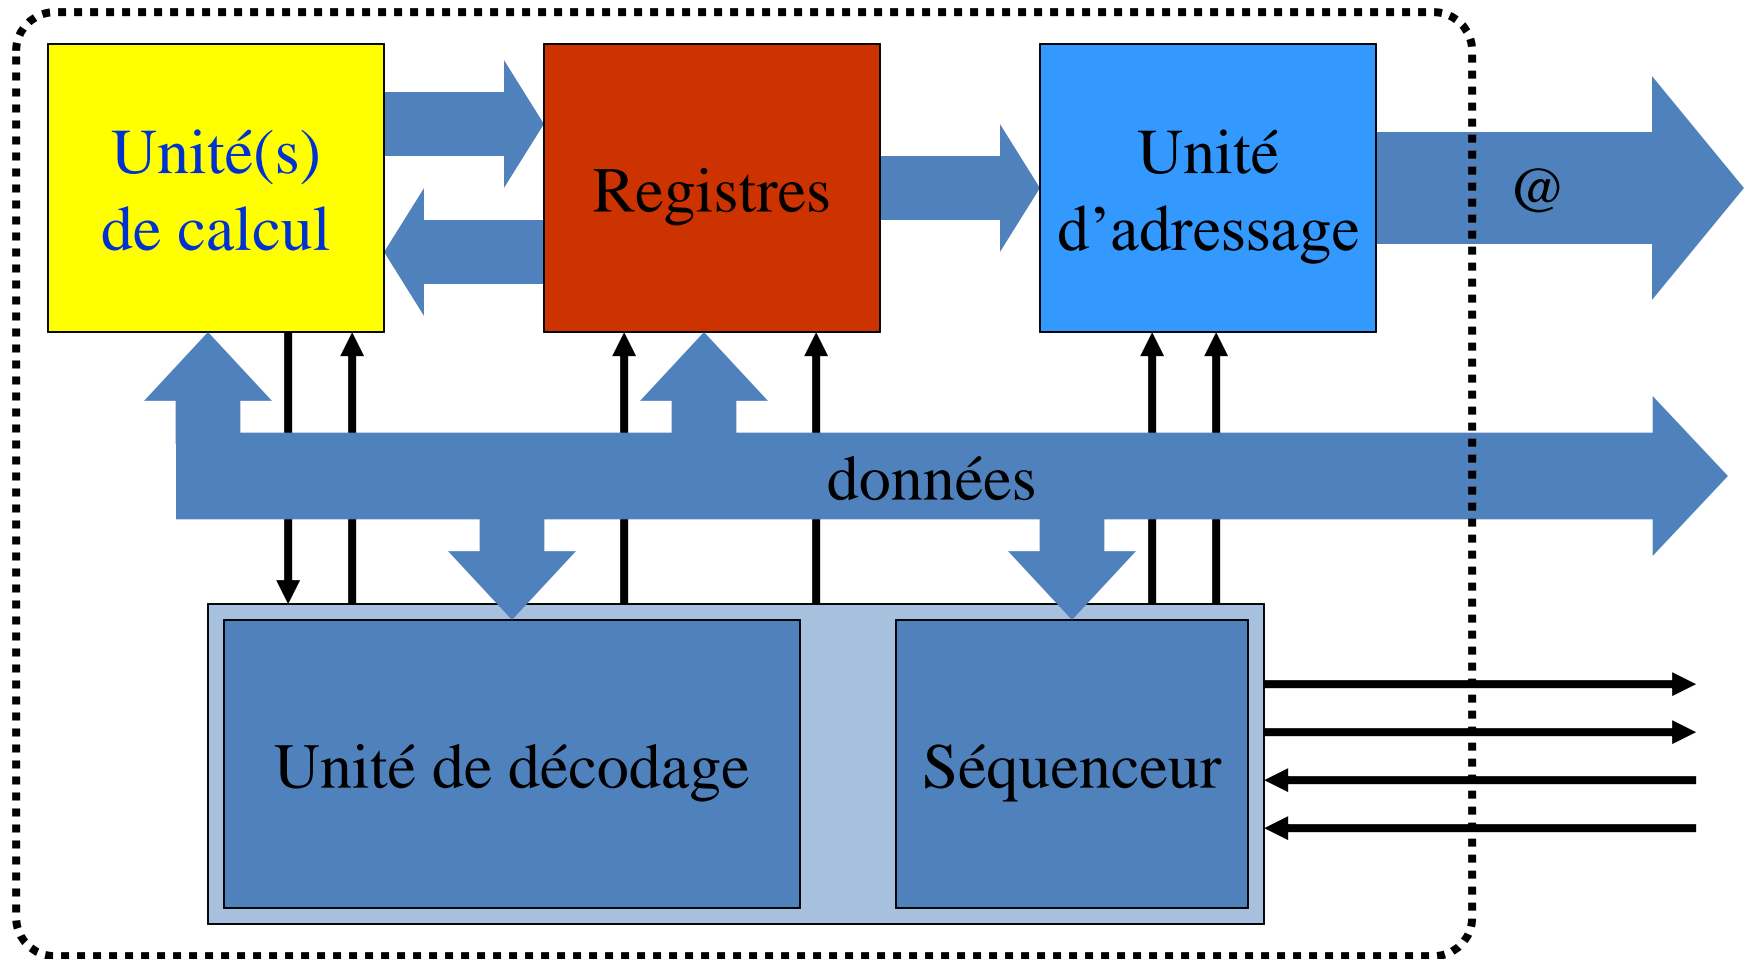 Unité(s)
de calcul
Registres
Unité
d’adressage
@
données
Unité de décodage
Séquenceur